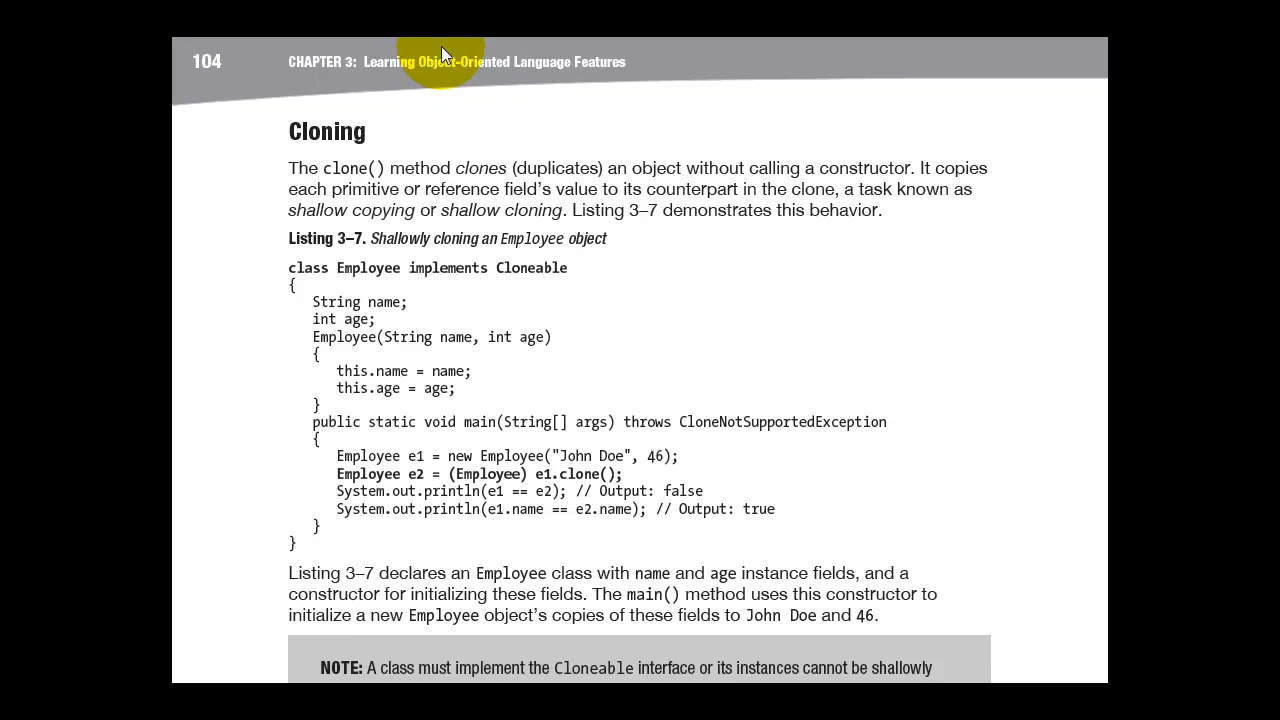 104 CHAPTER 3: Learning Object-Oriented Language Features
Cloning
The clone() method clones (duplicates) an object without calling a constructor. It copies
each primitive or reference field's value to its counterpart in the clone, a task known as
shallow copying or shallow cloning. Listing 3–7 demonstrates this behavior.
Listing 3–7. Shallowly cloning an Employee object
class Employee implements Cloneable
{
   String name;
   int age;
   Employee(String name, int age)
   {
      this.name = name;
      this.age = age;
   }
   public static void main(String[] args) throws CloneNotSupportedException
   {
      Employee e1 = new Employee("John Doe", 46);
      Employee e2 = (Employee) e1.clone();
      System.out.println(e1 == e2); // Output: false
      System.out.println(e1.name == e2.name); // Output: true
   }
}
Listing 3–7 declares an Employee class with name and age instance fields, and a
constructor for initializing these fields. The main() method uses this constructor to
initialize a new Employee object's copies of these fields to John Doe and 46.
NOTE: A class must implement the Cloneable interface or its instances cannot be shallowly